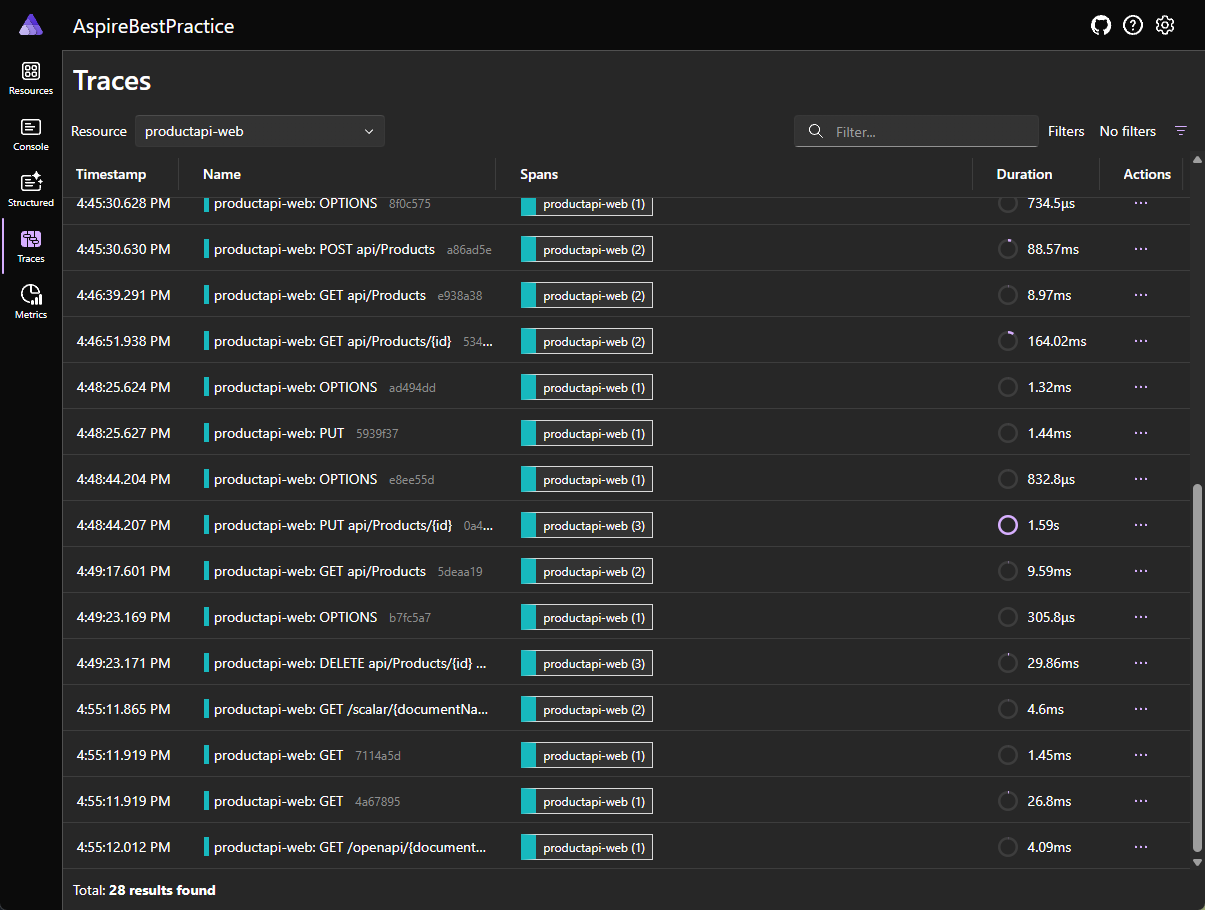 AspireBestPractice
Resources
Console
Structured
Traces
Metrics
Traces
Resource productapi-web Filter... Filters No filters
Timestamp Name Spans Duration Actions
4:45:30.628 PM productapi-web: OPTIONS 8f0c575 productapi-web (1) 734.5µs ...
4:45:30.630 PM productapi-web: POST api/Products a86ad5e productapi-web (2) 88.57ms ...
4:46:39.291 PM productapi-web: GET api/Products e938a38 productapi-web (2) 8.97ms ...
4:46:51.938 PM productapi-web: GET api/Products/{id} 534... productapi-web (2) 164.02ms ...
4:48:25.624 PM productapi-web: OPTIONS ad494dd productapi-web (1) 1.32ms ...
4:48:25.627 PM productapi-web: PUT 5939f37 productapi-web (1) 1.44ms ...
4:48:44.204 PM productapi-web: OPTIONS e8ee55d productapi-web (1) 832.8µs ...
4:48:44.207 PM productapi-web: PUT api/Products/{id} 0a4... productapi-web (3) 1.59s ...
4:49:17.601 PM productapi-web: GET api/Products 5deaa19 productapi-web (2) 9.59ms ...
4:49:23.169 PM productapi-web: OPTIONS b7fc5a7 productapi-web (1) 305.8µs ...
4:49:23.171 PM productapi-web: DELETE api/Products/{id} ... productapi-web (3) 29.86ms ...
4:55:11.865 PM productapi-web: GET /scalar/{documentNa... productapi-web (2) 4.6ms ...
4:55:11.919 PM productapi-web: GET 7114a5d productapi-web (1) 1.45ms ...
4:55:11.919 PM productapi-web: GET 4a67895 productapi-web (1) 26.8ms ...
4:55:12.012 PM productapi-web: GET /openapi/{document... productapi-web (1) 4.09ms ...
Total: 28 results found